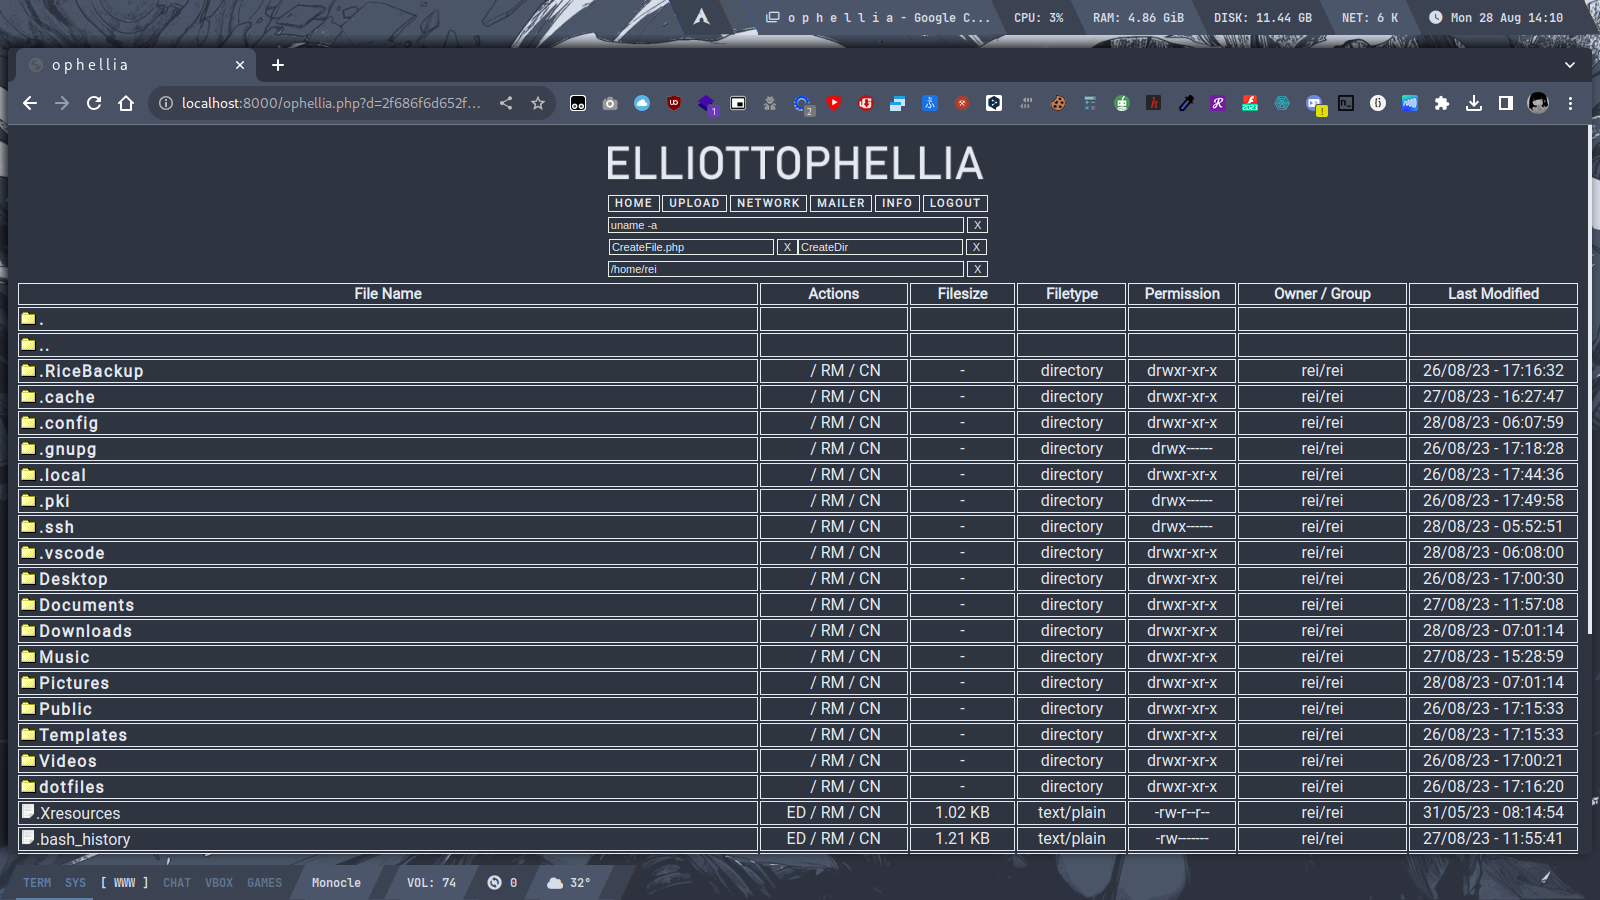 o p h e l l i a - Google C...
CPU: 3%
RAM: 4.86 GiB
DISK: 11.44 GB
NET: 6 K
Mon 28 Aug 14:10
o p h e l l i a
localhost:8000/ophellia.php?d=2f686f6d652f...
1
2
2023
ELLIOTTOPHELLIA
HOME UPLOAD NETWORK MAILER INFO LOGOUT
uname -a X
CreateFile.php X CreateDir X
/home/rei X
File Name Actions Filesize Filetype Permission Owner / Group Last Modified
.
..
.RiceBackup / RM / CN - directory drwxr-xr-x rei/rei 26/08/23 - 17:16:32
.cache / RM / CN - directory drwxr-xr-x rei/rei 27/08/23 - 16:27:47
.config / RM / CN - directory drwxr-xr-x rei/rei 28/08/23 - 06:07:59
.gnupg / RM / CN - directory drwx------ rei/rei 26/08/23 - 17:18:28
.local / RM / CN - directory drwxr-xr-x rei/rei 26/08/23 - 17:44:36
.pki / RM / CN - directory drwx------ rei/rei 26/08/23 - 17:49:58
.ssh / RM / CN - directory drwx------ rei/rei 28/08/23 - 05:52:51
.vscode / RM / CN - directory drwxr-xr-x rei/rei 28/08/23 - 06:08:00
Desktop / RM / CN - directory drwxr-xr-x rei/rei 26/08/23 - 17:00:30
Documents / RM / CN - directory drwxr-xr-x rei/rei 27/08/23 - 11:57:08
Downloads / RM / CN - directory drwxr-xr-x rei/rei 28/08/23 - 07:01:14
Music / RM / CN - directory drwxr-xr-x rei/rei 27/08/23 - 15:28:59
Pictures / RM / CN - directory drwxr-xr-x rei/rei 28/08/23 - 07:01:14
Public / RM / CN - directory drwxr-xr-x rei/rei 26/08/23 - 17:15:33
Templates / RM / CN - directory drwxr-xr-x rei/rei 26/08/23 - 17:15:33
Videos / RM / CN - directory drwxr-xr-x rei/rei 26/08/23 - 17:00:21
dotfiles / RM / CN - directory drwxr-xr-x rei/rei 26/08/23 - 17:16:20
.Xresources ED / RM / CN 1.02 KB text/plain -rw-r--r-- rei/rei 31/05/23 - 08:14:54
.bash_history ED / RM / CN 1.21 KB text/plain -rw------- rei/rei 27/08/23 - 11:55:41
TERM SYS [ WWW ] CHAT VBOX GAMES Monocle VOL: 74 0 32°